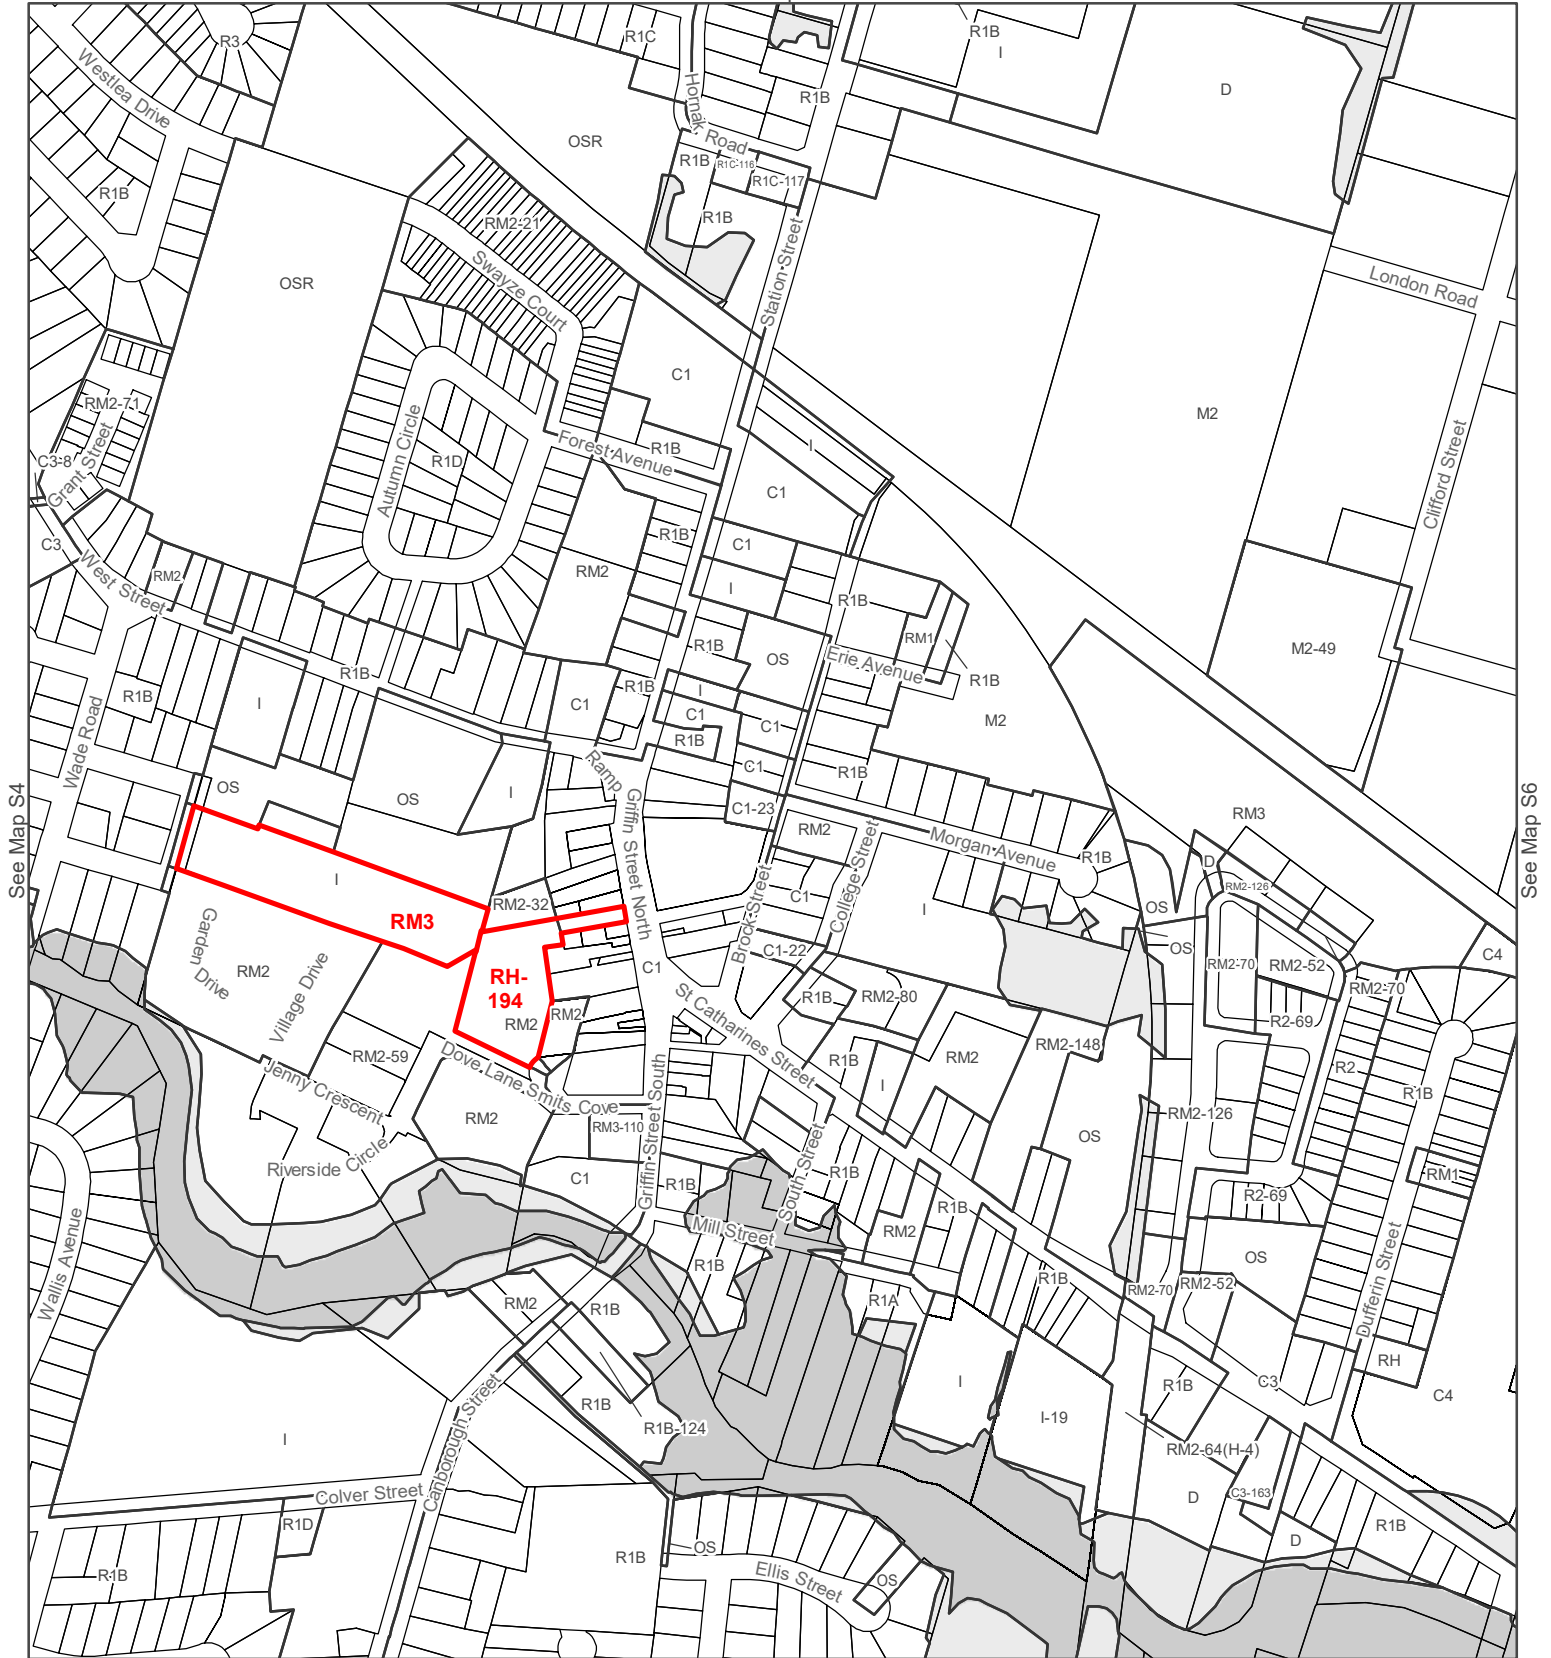 R3
R1C
R1B
I
Westlea Drive
Hornak Road
R1B
D
OSR
R1B
R1C-116
R1C-117
R1B
R1B
RM2-21
Station Street
Swayze Court
London Road
OSR
C1
RM2-71
M2
C3-8
Grant Street
Autumn Circle
R1D
Forest Avenue
R1B
I
Clifford Street
C1
C3
West Street
RM2
RM2
R1B
C1
I
R1B
RM1
Erie Avenue
R1B
M2-49
R1B
R1B
OS
R1B
I
C1
R1B
I
C1
C1
M2
R1B
Wade Road
Ramp
C1
R1B
See Map S4
See Map S6
OS
OS
I
Griffin Street North
C1-23
RM2
College Street
Morgan Avenue
R1B
RM3
D
RM2-126
I
RM3
RM2-32
Brock Street
C1
I
OS
OS
Garden Drive
RM2
Village Drive
RH-
194
RM2
RM2
C1
C1-22
St Catharines Street
R1B
RM2-80
RM2-70
RM2-52
C4
RM2-70
R2-69
RM2-59
Dove Lane
Smits Cove
Jenny Crescent
RM2
RM3-110
Griffin Street South
R1B
I
RM2
RM2-148
R2
R1B
RM2-126
OS
Riverside Circle
C1
R1B
South Street
R1B
Mill Street
RM2
R1B
R2-69
RM1
Wallis Avenue
R1B
OS
Dufferin Street
RM2
R1B
R1A
R1B
RM2-70
RM2-52
RH
R1B
C3
C4
I
R1B
R1B-124
Canborough Street
I
I-19
RM2-64(H-4)
Colver Street
R1D
D
C3-163
D
R1B
R1B
R1B
OS
Ellis Street
OS